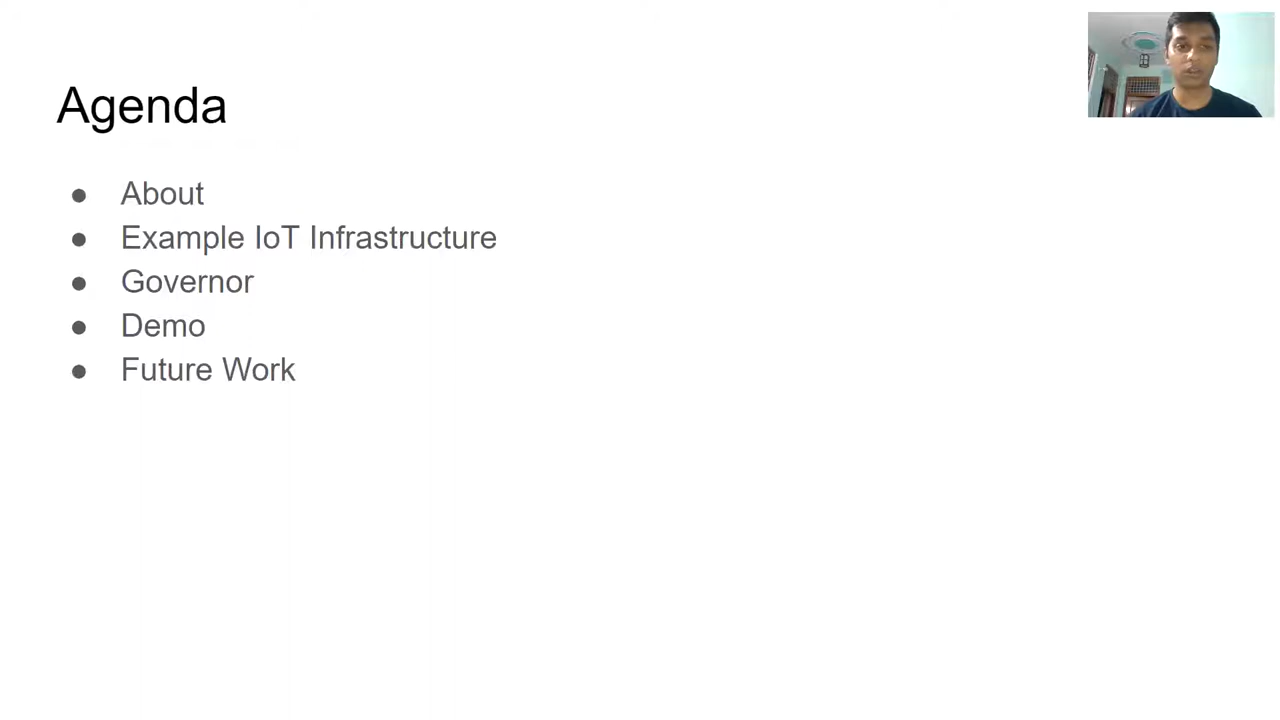 Agenda
● About
● Example IoT Infrastructure
● Governor
● Demo
● Future Work